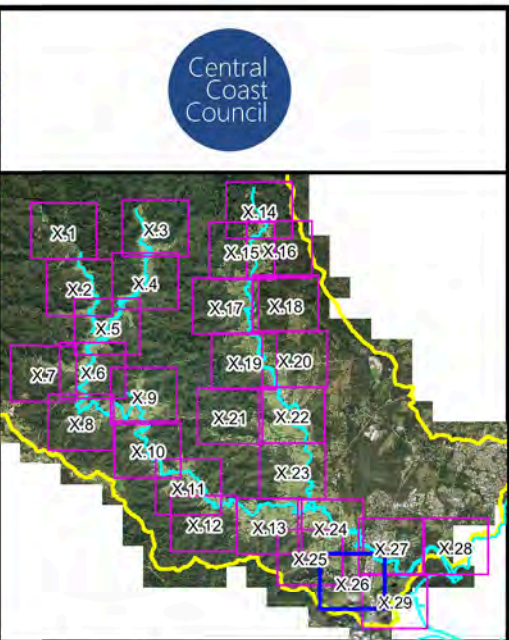 Central
Coast
Council
X.1
X.3
X.14
X.15
X.16
X.2
X.4
X.17
X.18
X.5
X.19
X.20
X.7
X.6
X.9
X.8
X.21
X.22
X.10
X.23
X.11
X.12
X.13
X.24
X.25
X.27
X.28
X.26
X.29